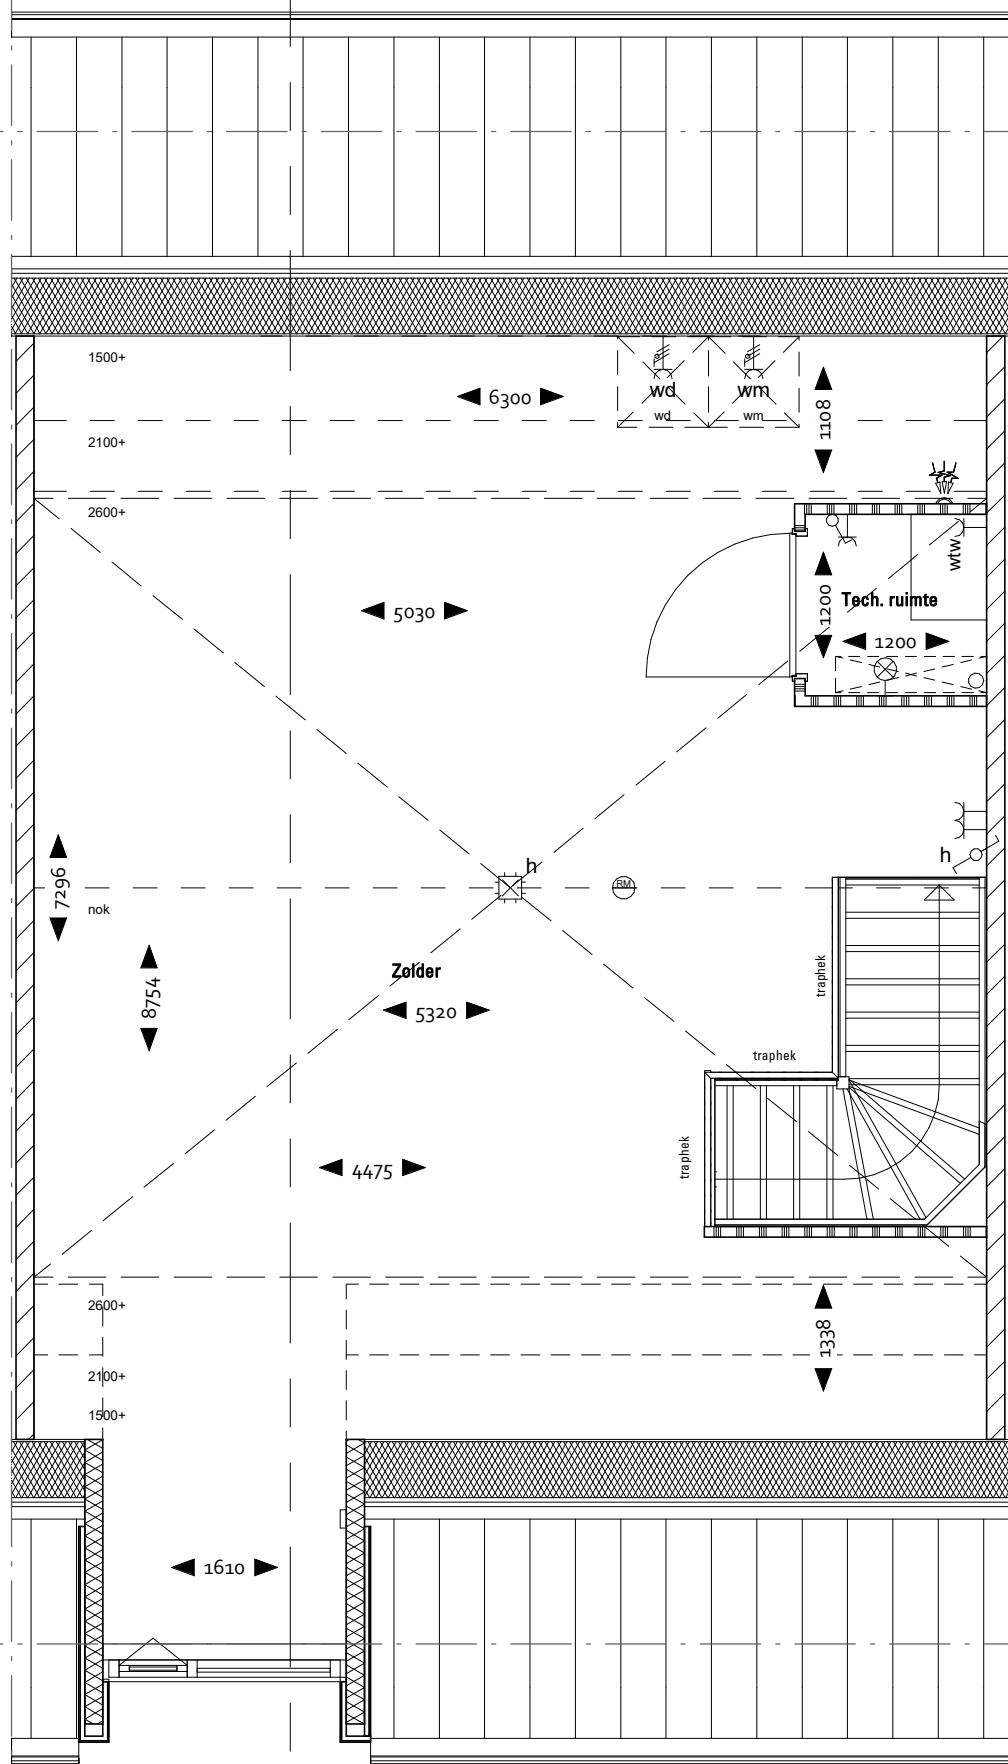 1500+
6300
wd
wm
wd
wm
1108
2100+
2600+
wtw
5030
1200
Tech. ruimte
1200
h
h
RM
7296
nok
Zolder
8754
5320
traphek
traphek
traphek
4475
2600+
1338
2100+
1500+
1610